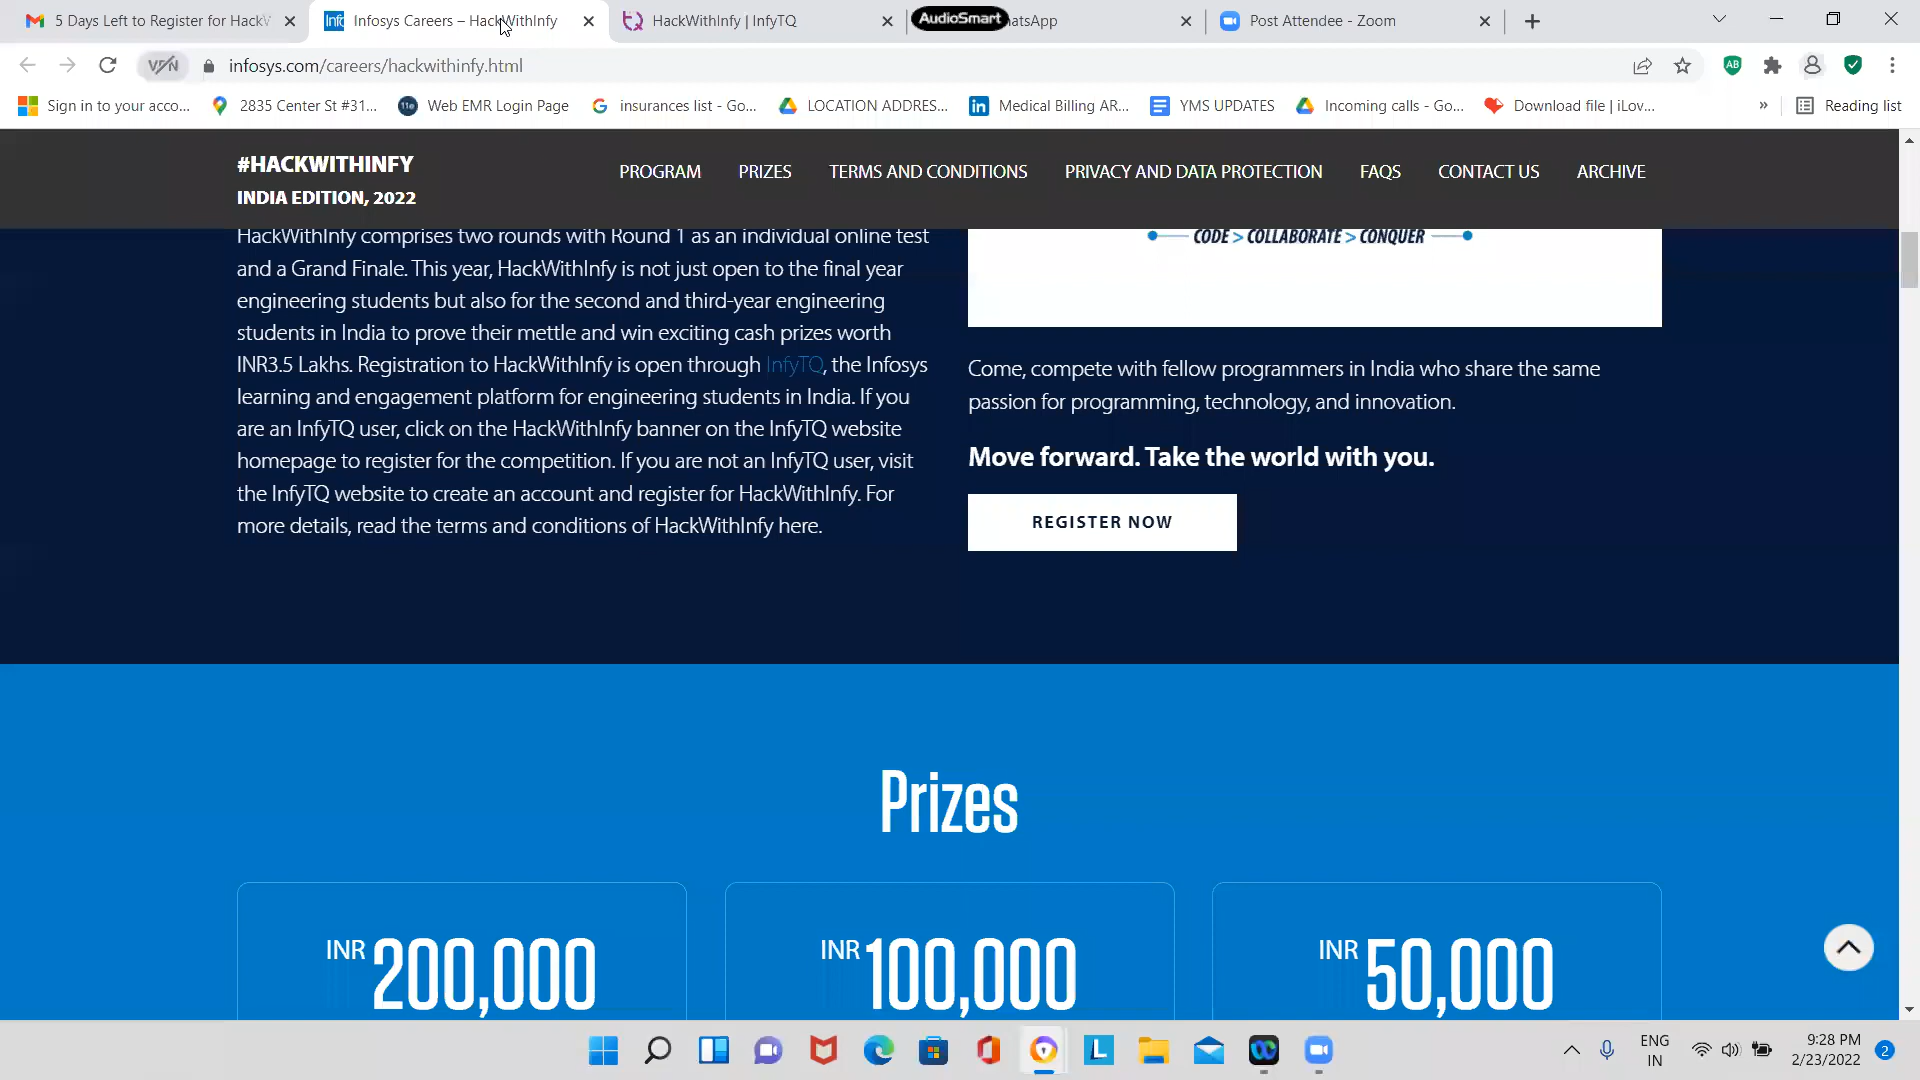 5 Days Left to Register for Hack
Infosys Careers – HackWithInfy
HackWithInfy | InfyTQ
AudioSmart
atsApp
Post Attendee - Zoom
VPN
infosys.com/careers/hackwithinfy.html
AB
Sign in to your acco...
2835 Center St #31...
11e
Web EMR Login Page
insurances list - Go...
LOCATION ADDRES...
Medical Billing AR...
YMS UPDATES
Incoming calls - Go...
Download file | iLov...
»
Reading list
#HACKWITHINFY
INDIA EDITION, 2022
PROGRAM
PRIZES
TERMS AND CONDITIONS
PRIVACY AND DATA PROTECTION
FAQS
CONTACT US
ARCHIVE
HackWithInfy comprises two rounds with Round 1 as an individual online test
and a Grand Finale. This year, HackWithInfy is not just open to the final year
engineering students but also for the second and third-year engineering
students in India to prove their mettle and win exciting cash prizes worth
INR3.5 Lakhs. Registration to HackWithInfy is open through InfyTQ, the Infosys
learning and engagement platform for engineering students in India. If you
are an InfyTQ user, click on the HackWithInfy banner on the InfyTQ website
homepage to register for the competition. If you are not an InfyTQ user, visit
the InfyTQ website to create an account and register for HackWithInfy. For
more details, read the terms and conditions of HackWithInfy here.
CODE > COLLABORATE > CONQUER
Come, compete with fellow programmers in India who share the same
passion for programming, technology, and innovation.
Move forward. Take the world with you.
REGISTER NOW
Prizes
INR 200,000
INR 100,000
INR 50,000
ENG
IN
9:28 PM
2/23/2022
2